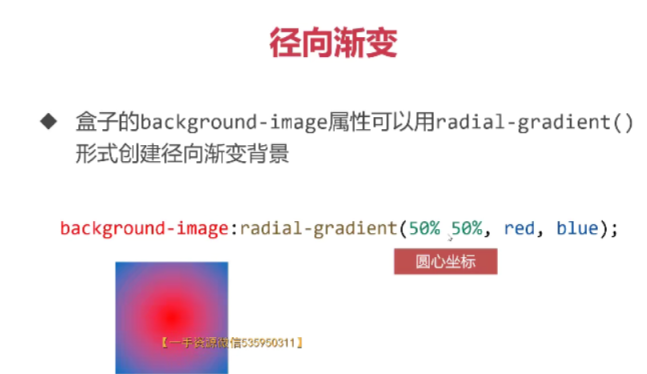 径向渐变
◆ 盒子的background-image属性可以用radial-gradient()
形式创建径向渐变背景
background-image:radial-gradient(50% 50%, red, blue);
圆心坐标
【一手资源微信535950311】